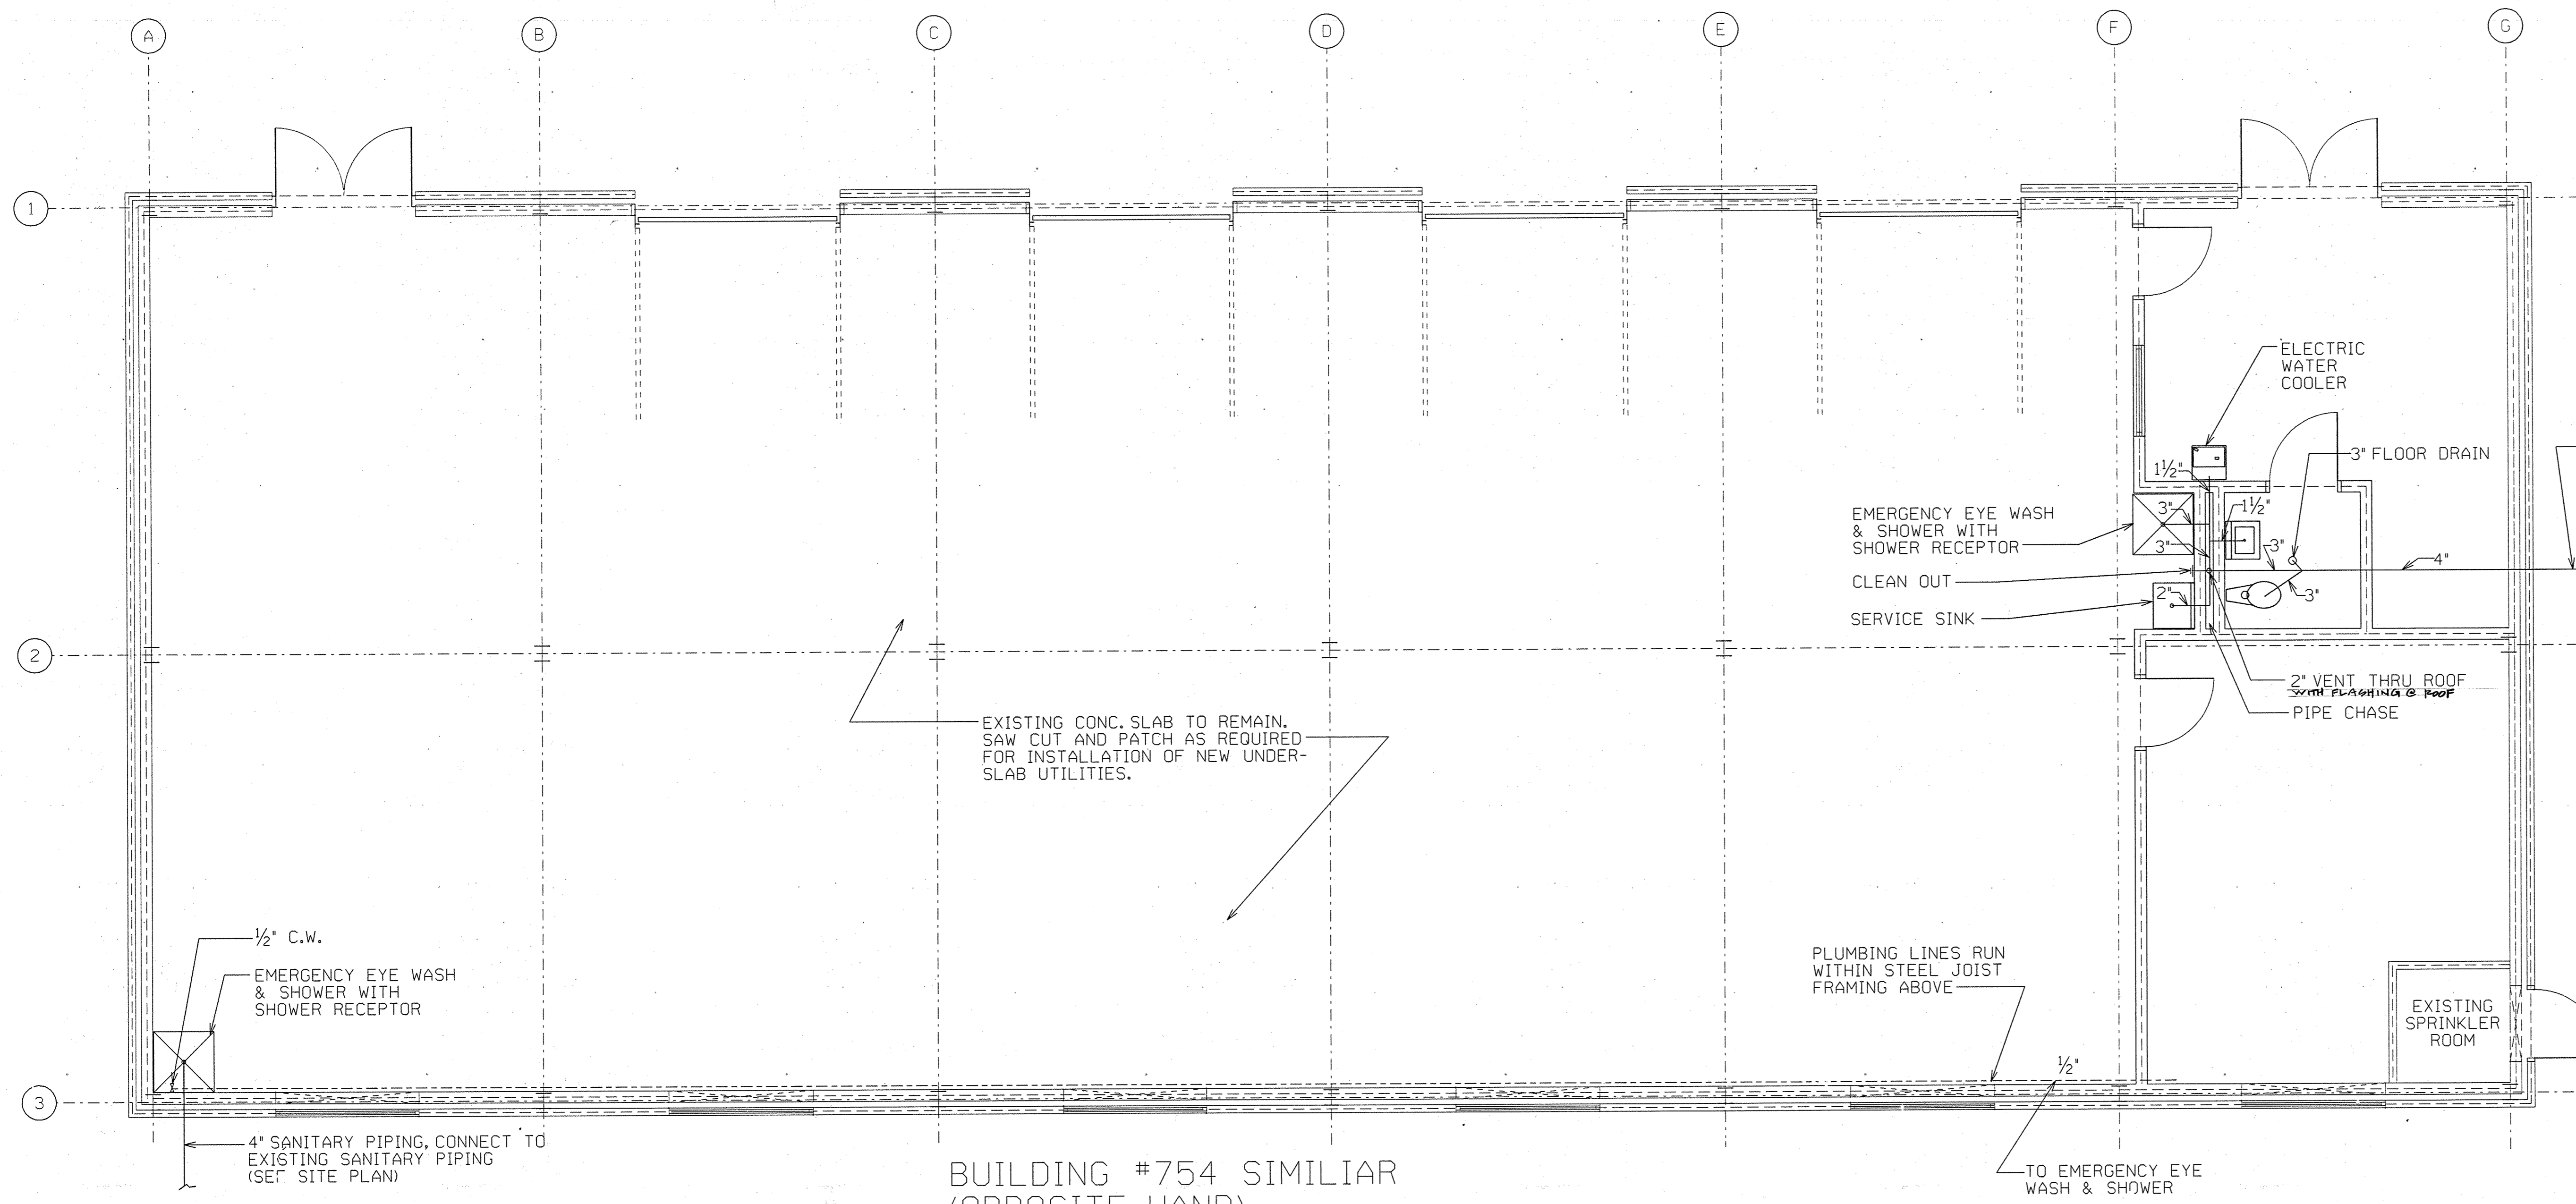 A
B
C
D
E
F
G
1
2
3
ELECTRIC
WATER
COOLER
3" FLOOR DRAIN
1½"
1½"
EMERGENCY EYE WASH
& SHOWER WITH
SHOWER RECEPTOR
3"
3"
3"
4"
CLEAN OUT
2"
3"
SERVICE SINK
2" VENT THRU ROOF
WITH FLASHING @ ROOF
PIPE CHASE
EXISTING CONC. SLAB TO REMAIN.
SAW CUT AND PATCH AS REQUIRED
FOR INSTALLATION OF NEW UNDER-
SLAB UTILITIES.
½" C.W.
EMERGENCY EYE WASH
& SHOWER WITH
SHOWER RECEPTOR
PLUMBING LINES RUN
WITHIN STEEL JOIST
FRAMING ABOVE
½"
EXISTING
SPRINKLER
ROOM
4" SANITARY PIPING, CONNECT TO
EXISTING SANITARY PIPING
(SEE SITE PLAN)
BUILDING #754 SIMILIAR
(OPPOSITE HAND)
TO EMERGENCY EYE
WASH & SHOWER